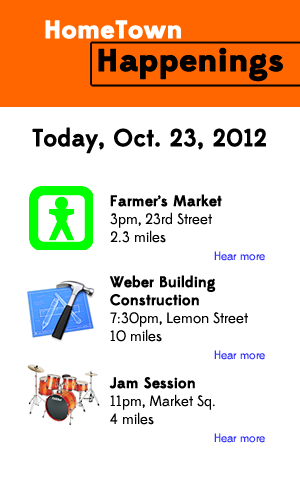 HomeTown
Happenings
Today, Oct. 23, 2012
Farmer's Market
3pm, 23rd Street
2.3 miles
Hear more
Weber Building
Construction
7:30pm, Lemon Street
10 miles
Hear more
Jam Session
11pm, Market Sq.
4 miles
Hear more